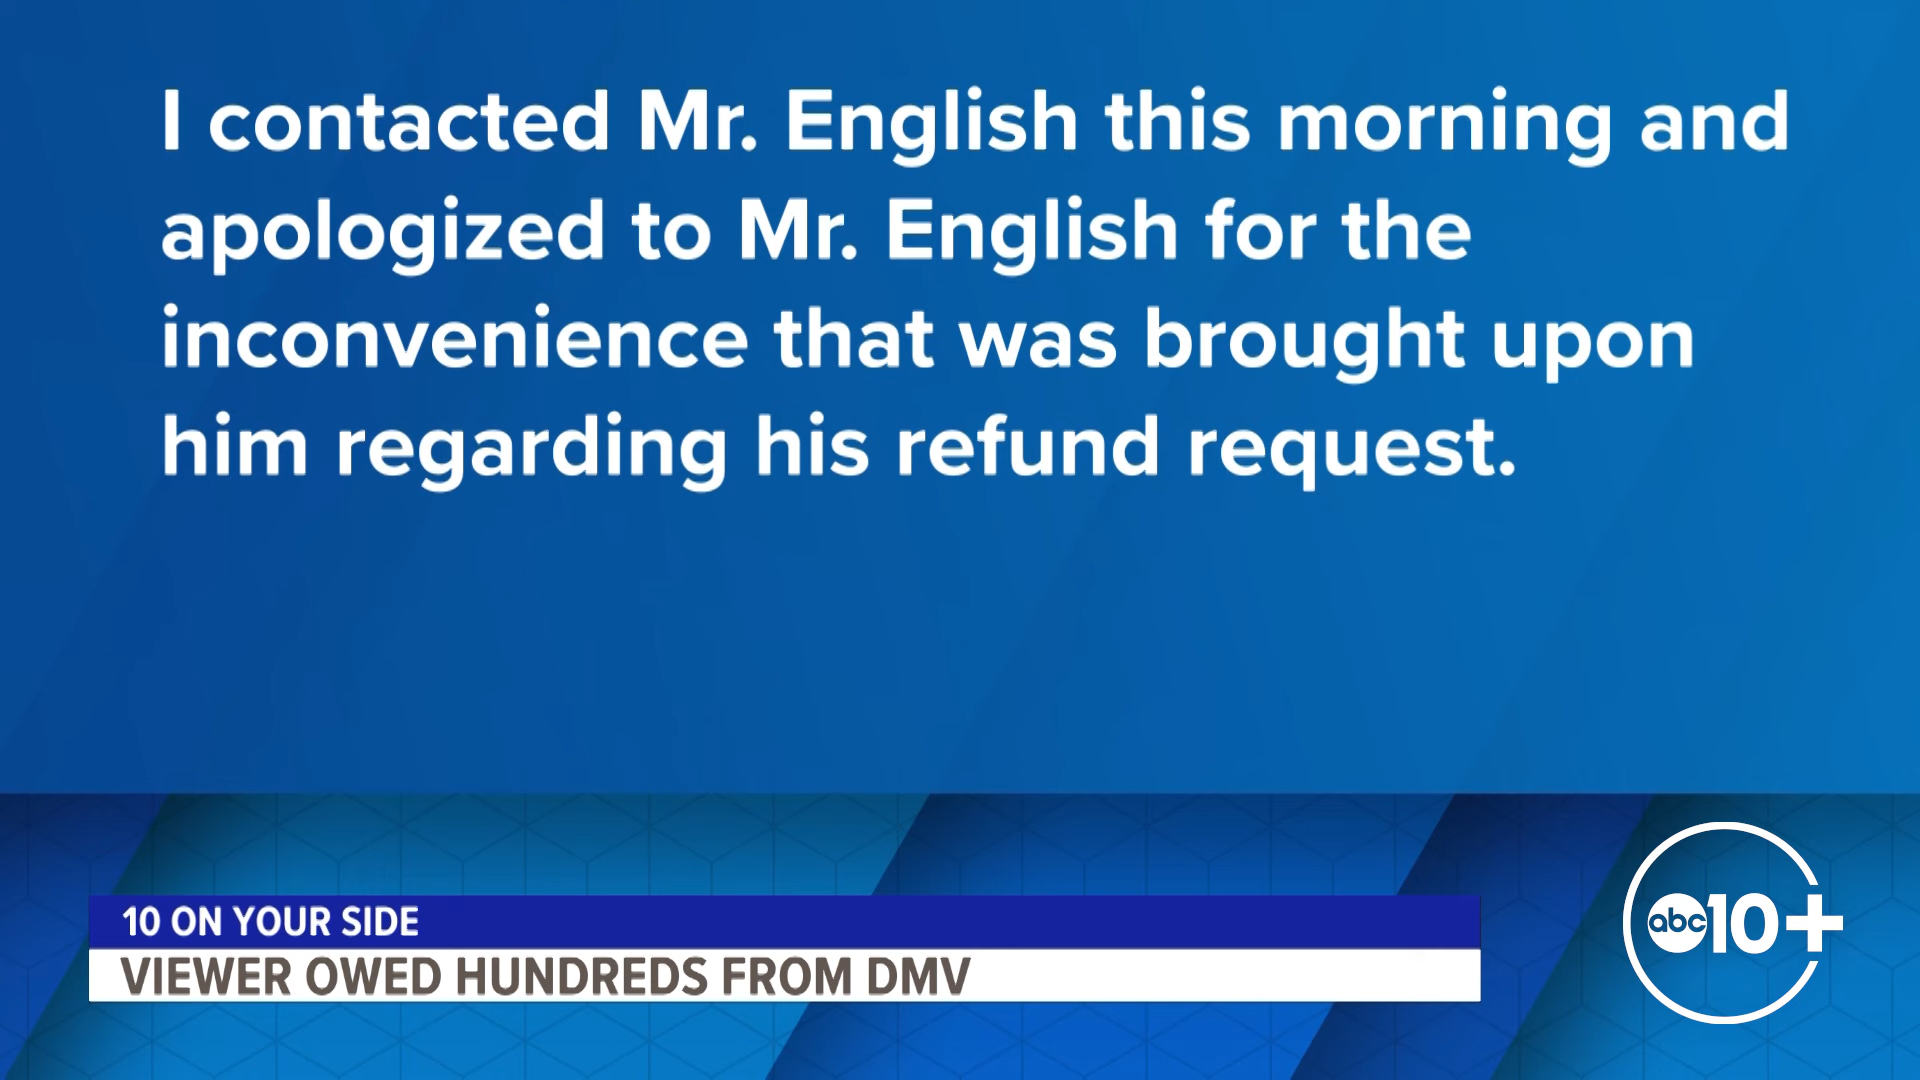 I contacted Mr. English this morning and
apologized to Mr. English for the
inconvenience that was brought upon
him regarding his refund request.
10 ON YOUR SIDE
VIEWER OWED HUNDREDS FROM DMV
abc10+